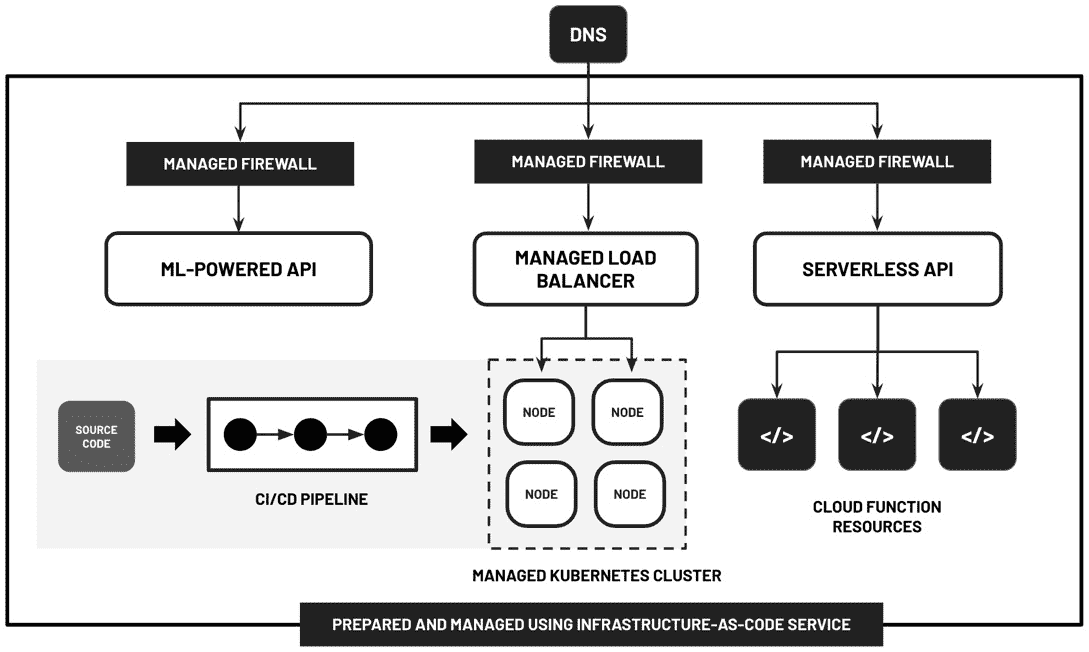 DNS
MANAGED FIREWALL
MANAGED FIREWALL
MANAGED FIREWALL
ML-POWERED API
MANAGED LOAD
BALANCER
SERVERLESS API
SOURCE
CODE
CI/CD PIPELINE
NODE
NODE
NODE
NODE
MANAGED KUBERNETES CLUSTER
</>
</>
</>
CLOUD FUNCTION
RESOURCES
PREPARED AND MANAGED USING INFRASTRUCTURE-AS-CODE SERVICE